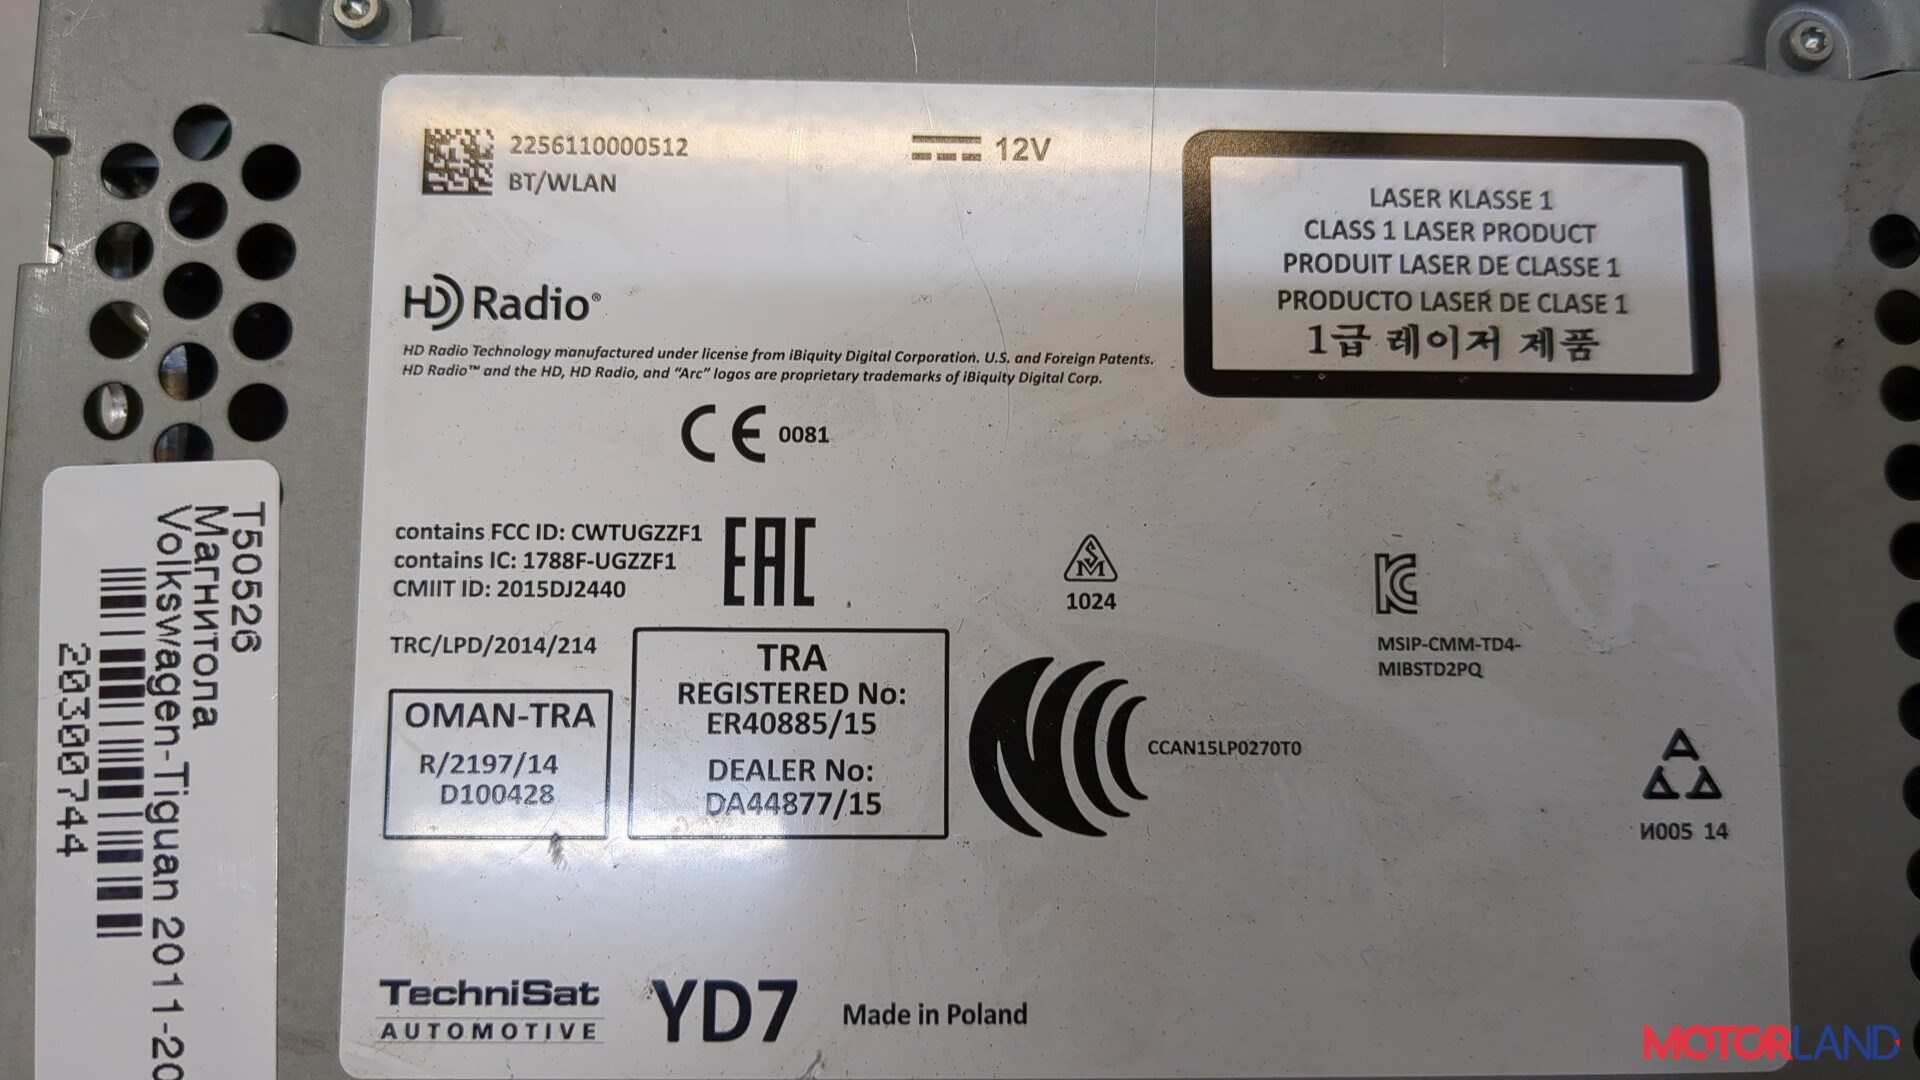 2256110000512
BT/WLAN
12V
LASER KLASSE 1
CLASS 1 LASER PRODUCT
PRODUIT LASER DE CLASSE 1
PRODUCTO LASER DE CLASE 1
1급 레이저 제품
HD Radio®
HD Radio Technology manufactured under license from iBiquity Digital Corporation. U.S. and Foreign Patents.
HD Radio™ and the HD, HD Radio, and “Arc” logos are proprietary trademarks of iBiquity Digital Corp.
CE 0081
contains FCC ID: CWTUGZZF1
contains IC: 1788F-UGZZF1
CMIIT ID: 2015DJ2440
EAC
SM
1024
KC
MSIP-CMM-TD4-
MIBSTD2PQ
TRC/LPD/2014/214
OMAN-TRA
R/2197/14
D100428
TRA
REGISTERED No:
ER40885/15
DEALER No:
DA44877/15
CCAN15LP0270T0
И005 14
TechniSat
AUTOMOTIVE
YD7
Made in Poland
T50526
Магнитола
Volkswagen-Tiguan 2011-20
20300744
MOTORLAND